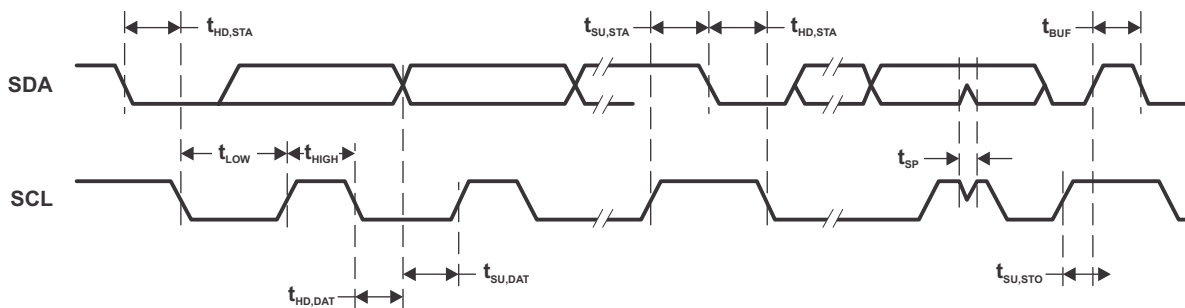 tHD,STA
tSU,STA
tHD,STA
tBUF
SDA
tLOW
tHIGH
tSP
SCL
tHD,DAT
tSU,DAT
tSU,STO